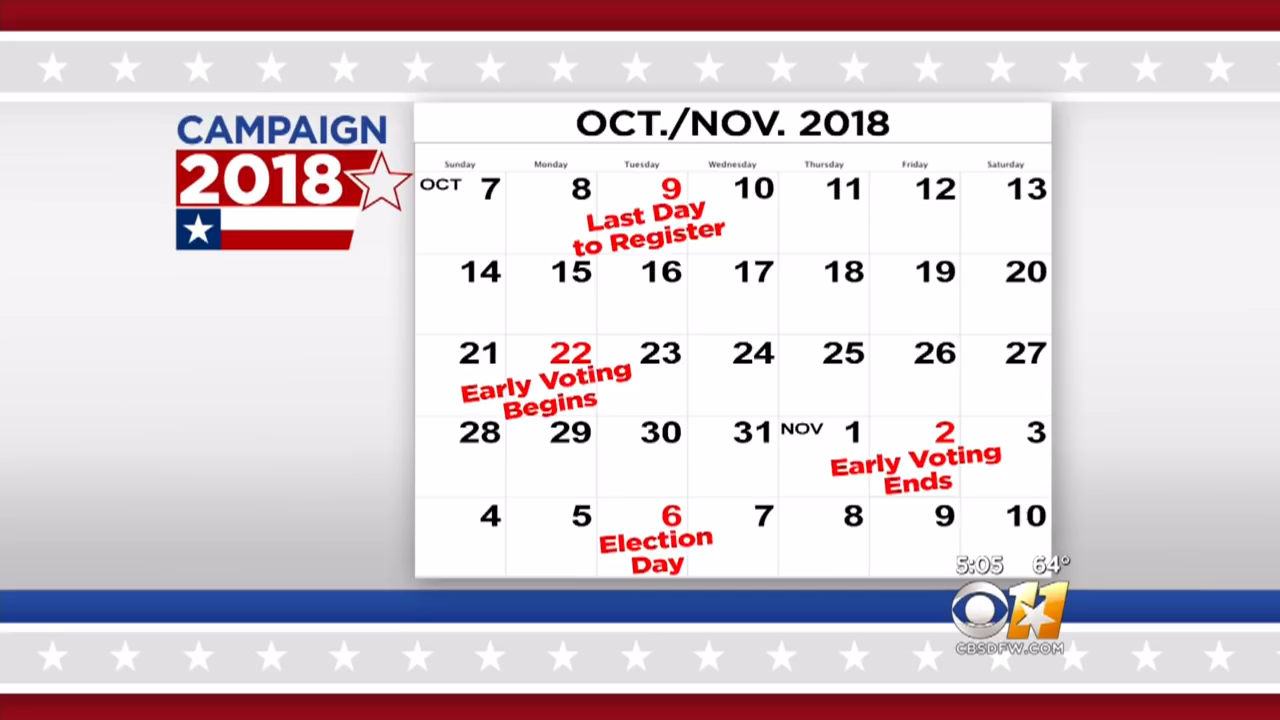 CAMPAIGN
2018
OCT./NOV. 2018
Sunday Monday Tuesday Wednesday Thursday Friday Saturday
OCT 7 8 9 10 11 12 13
Last Day
to Register
14 15 16 17 18 19 20
21 22 23 24 25 26 27
Early Voting
Begins
28 29 30 31 NOV 1 2 3
Early Voting
Ends
4 5 6 7 8 9 10
Election
Day
5:05 64°
11
CBSDFW.COM